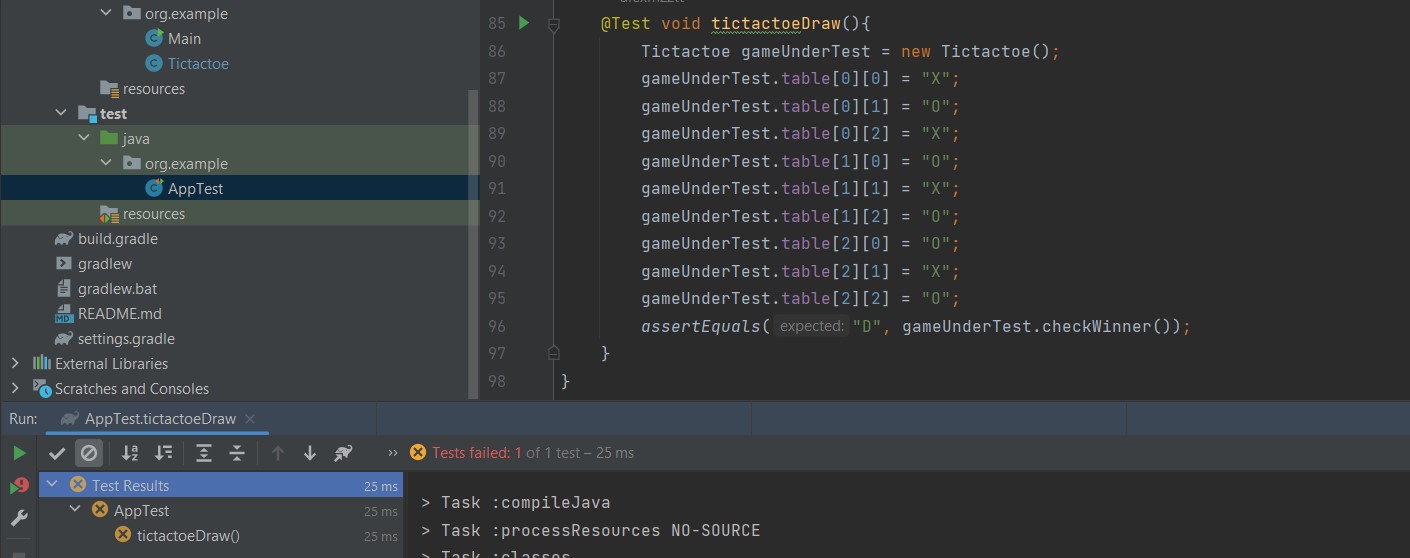 org.example
Main
Tictactoe
resources
test
java
org.example
AppTest
resources
build.gradle
gradlew
gradlew.bat
MD
README.md
settings.gradle
External Libraries
Scratches and Consoles
85 @Test void tictactoeDraw(){
86 Tictactoe gameUnderTest = new Tictactoe();
87 gameUnderTest.table[0][0] = "X";
88 gameUnderTest.table[0][1] = "O";
89 gameUnderTest.table[0][2] = "X";
90 gameUnderTest.table[1][0] = "O";
91 gameUnderTest.table[1][1] = "X";
92 gameUnderTest.table[1][2] = "O";
93 gameUnderTest.table[2][0] = "O";
94 gameUnderTest.table[2][1] = "X";
95 gameUnderTest.table[2][2] = "O";
96 assertEquals( expected: "D", gameUnderTest.checkWinner());
97 }
98 }
Run: AppTest.tictactoeDraw
Tests failed: 1 of 1 test – 25 ms
Test Results 25 ms
AppTest 25 ms
tictactoeDraw() 25 ms
> Task :compileJava
> Task :processResources NO-SOURCE
> Task :classes